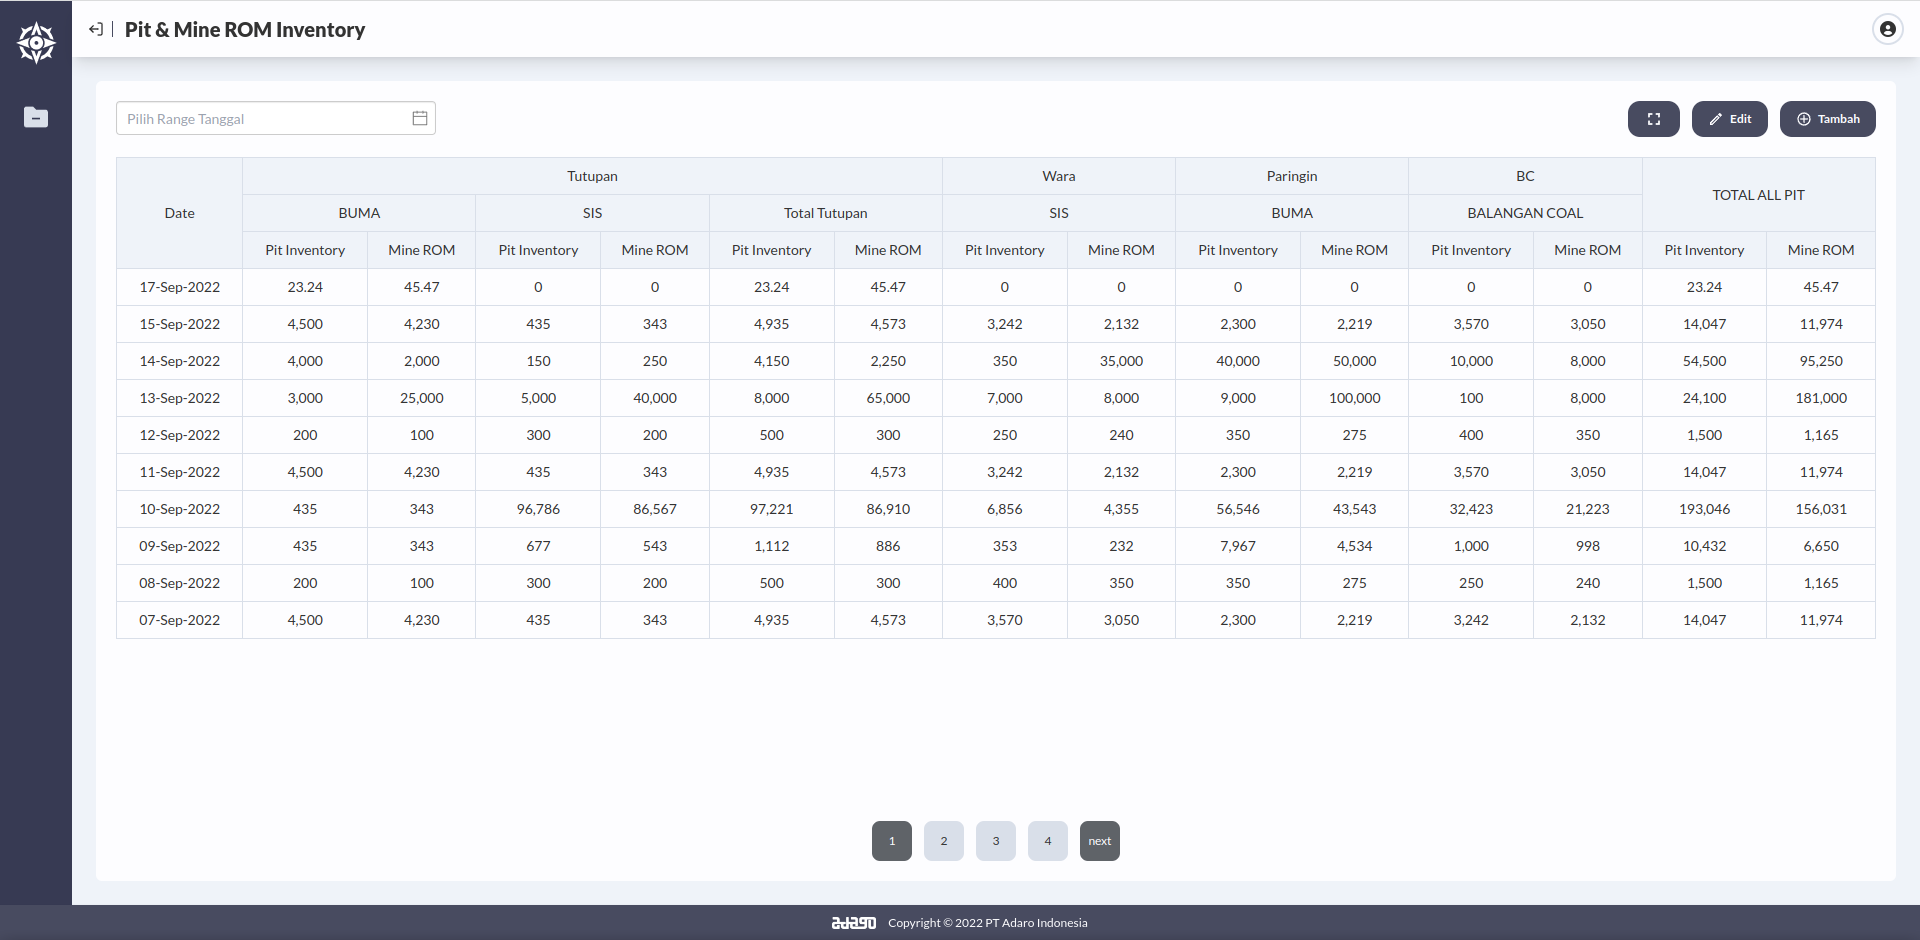 Pit & Mine ROM Inventory
Pilih Range Tanggal
Edit
Tambah
Date Tutupan Wara Paringin BC TOTAL ALL PIT
BUMA SIS Total Tutupan SIS BUMA BALANGAN COAL
Pit Inventory Mine ROM Pit Inventory Mine ROM Pit Inventory Mine ROM Pit Inventory Mine ROM Pit Inventory Mine ROM Pit Inventory Mine ROM Pit Inventory Mine ROM
17-Sep-2022 23.24 45.47 0 0 23.24 45.47 0 0 0 0 0 0 23.24 45.47
15-Sep-2022 4,500 4,230 435 343 4,935 4,573 3,242 2,132 2,300 2,219 3,570 3,050 14,047 11,974
14-Sep-2022 4,000 2,000 150 250 4,150 2,250 350 35,000 40,000 50,000 10,000 8,000 54,500 95,250
13-Sep-2022 3,000 25,000 5,000 40,000 8,000 65,000 7,000 8,000 9,000 100,000 100 8,000 24,100 181,000
12-Sep-2022 200 100 300 200 500 300 250 240 350 275 400 350 1,500 1,165
11-Sep-2022 4,500 4,230 435 343 4,935 4,573 3,242 2,132 2,300 2,219 3,570 3,050 14,047 11,974
10-Sep-2022 435 343 96,786 86,567 97,221 86,910 6,856 4,355 56,546 43,543 32,423 21,223 193,046 156,031
09-Sep-2022 435 343 677 543 1,112 886 353 232 7,967 4,534 1,000 998 10,432 6,650
08-Sep-2022 200 100 300 200 500 300 400 350 350 275 250 240 1,500 1,165
07-Sep-2022 4,500 4,230 435 343 4,935 4,573 3,570 3,050 2,300 2,219 3,242 2,132 14,047 11,974
1 2 3 4 next
adaro Copyright © 2022 PT Adaro Indonesia